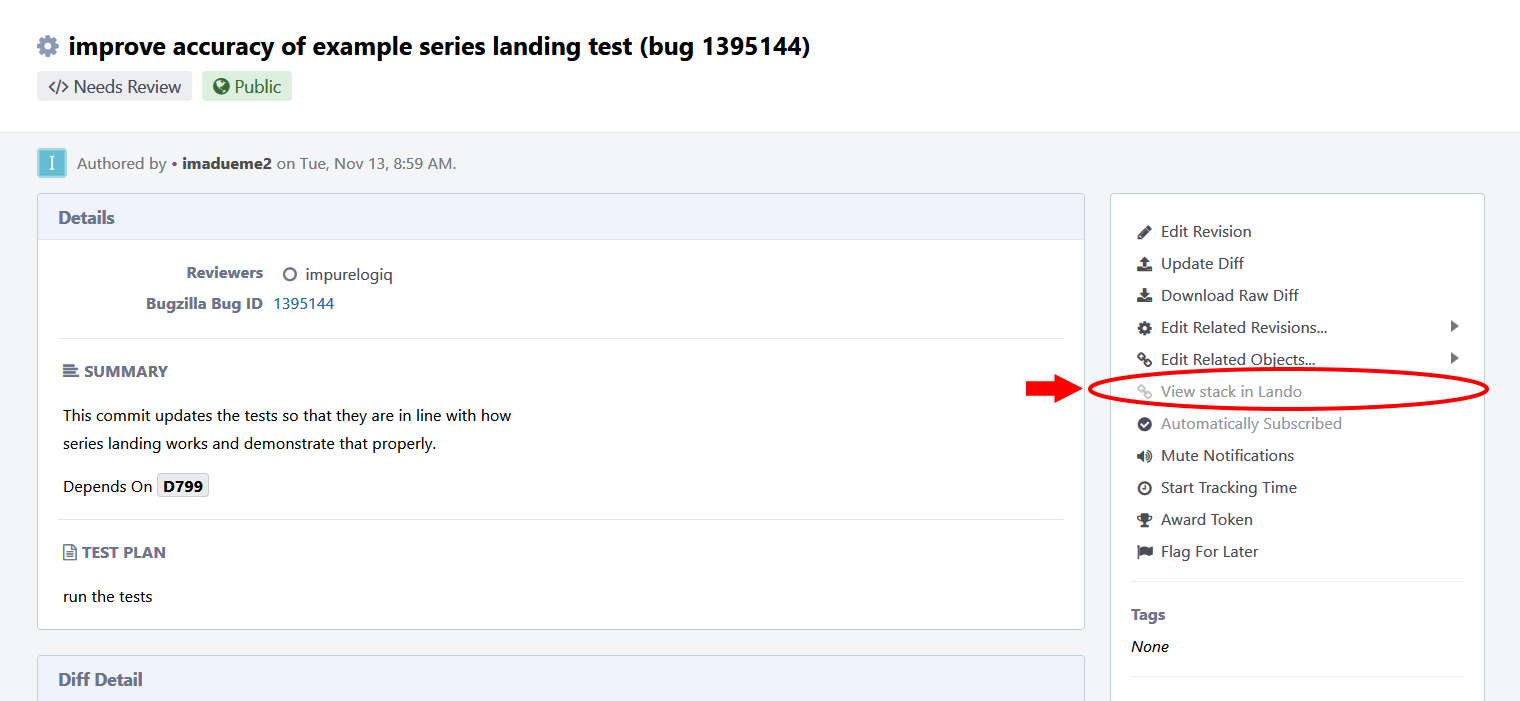 improve accuracy of example series landing test (bug 1395144)
</> Needs Review Public
I Authored by • imadueme2 on Tue, Nov 13, 8:59 AM.
Details
Reviewers impurelogiq
Bugzilla Bug ID 1395144
SUMMARY
This commit updates the tests so that they are in line with how
series landing works and demonstrate that properly.
Depends On D799
TEST PLAN
run the tests
Diff Detail
Edit Revision
Update Diff
Download Raw Diff
Edit Related Revisions...
Edit Related Objects...
View stack in Lando
Automatically Subscribed
Mute Notifications
Start Tracking Time
Award Token
Flag For Later
Tags
None